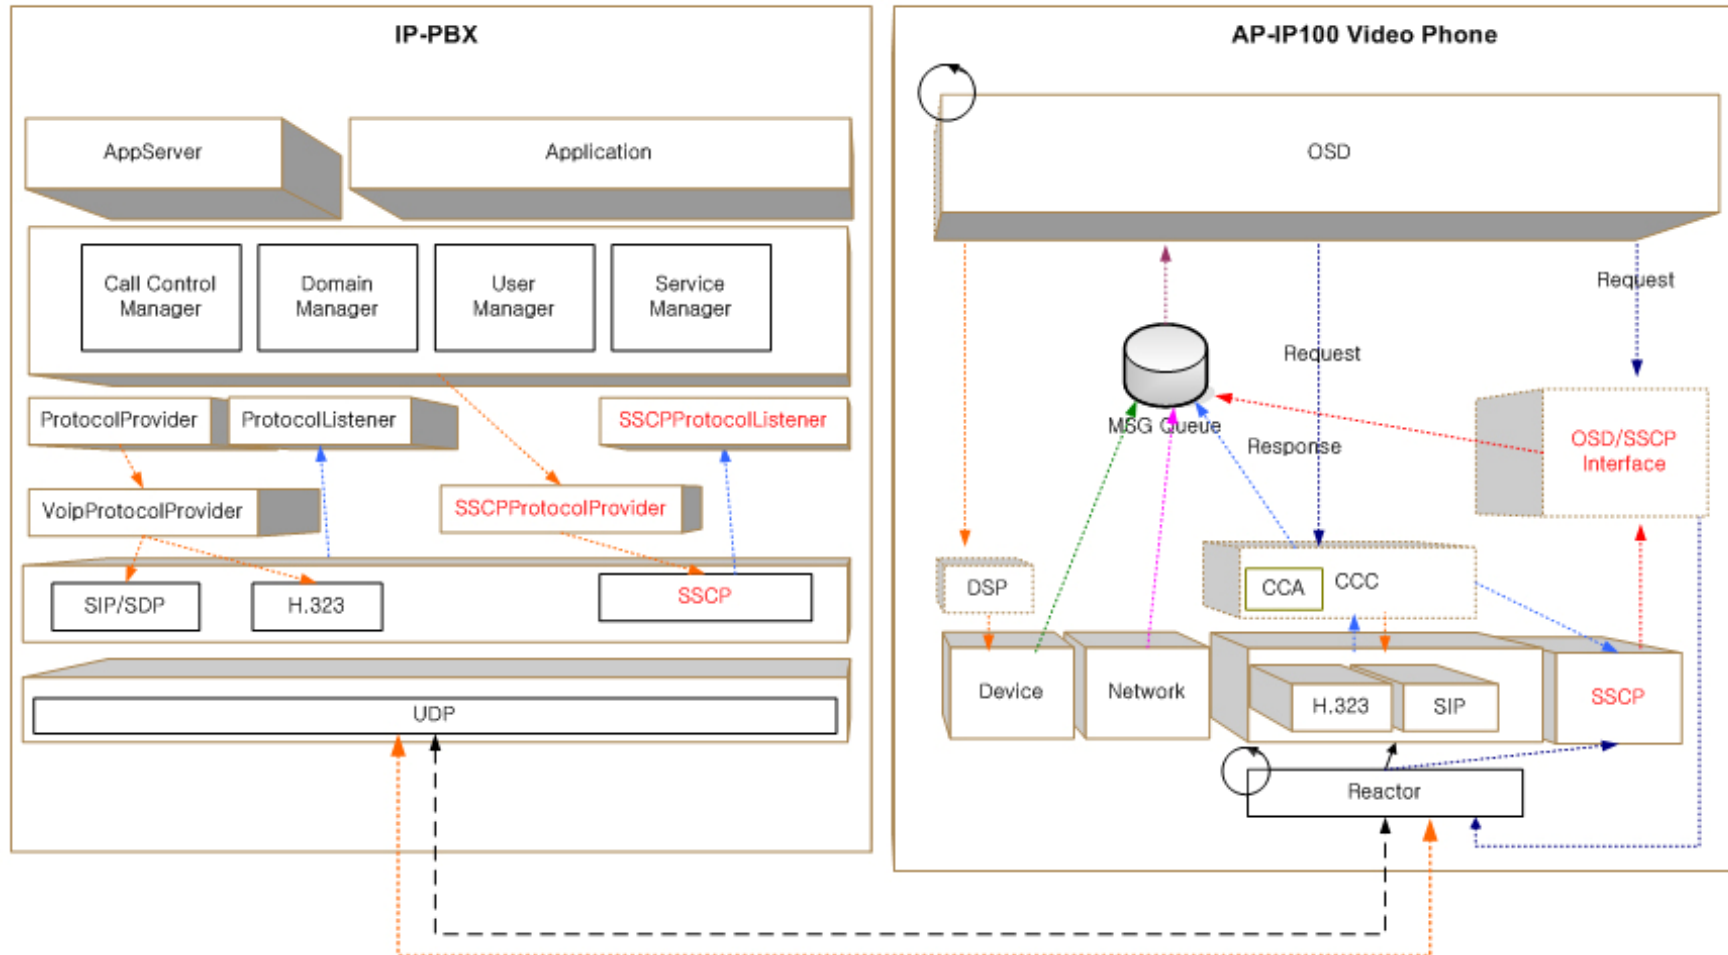 IP-PBX
AppServer
Application
Call Control
Manager
Domain
Manager
User
Manager
Service
Manager
ProtocolProvider
ProtocolListener
SSCPProtocolListener
VoipProtocolProvider
SSCPProtocolProvider
SIP/SDP
H.323
SSCP
UDP
AP-IP100 Video Phone
OSD
Request
Request
MSG Queue
Response
OSD/SSCP
Interface
DSP
CCA
CCC
Device
Network
H.323
SIP
SSCP
Reactor